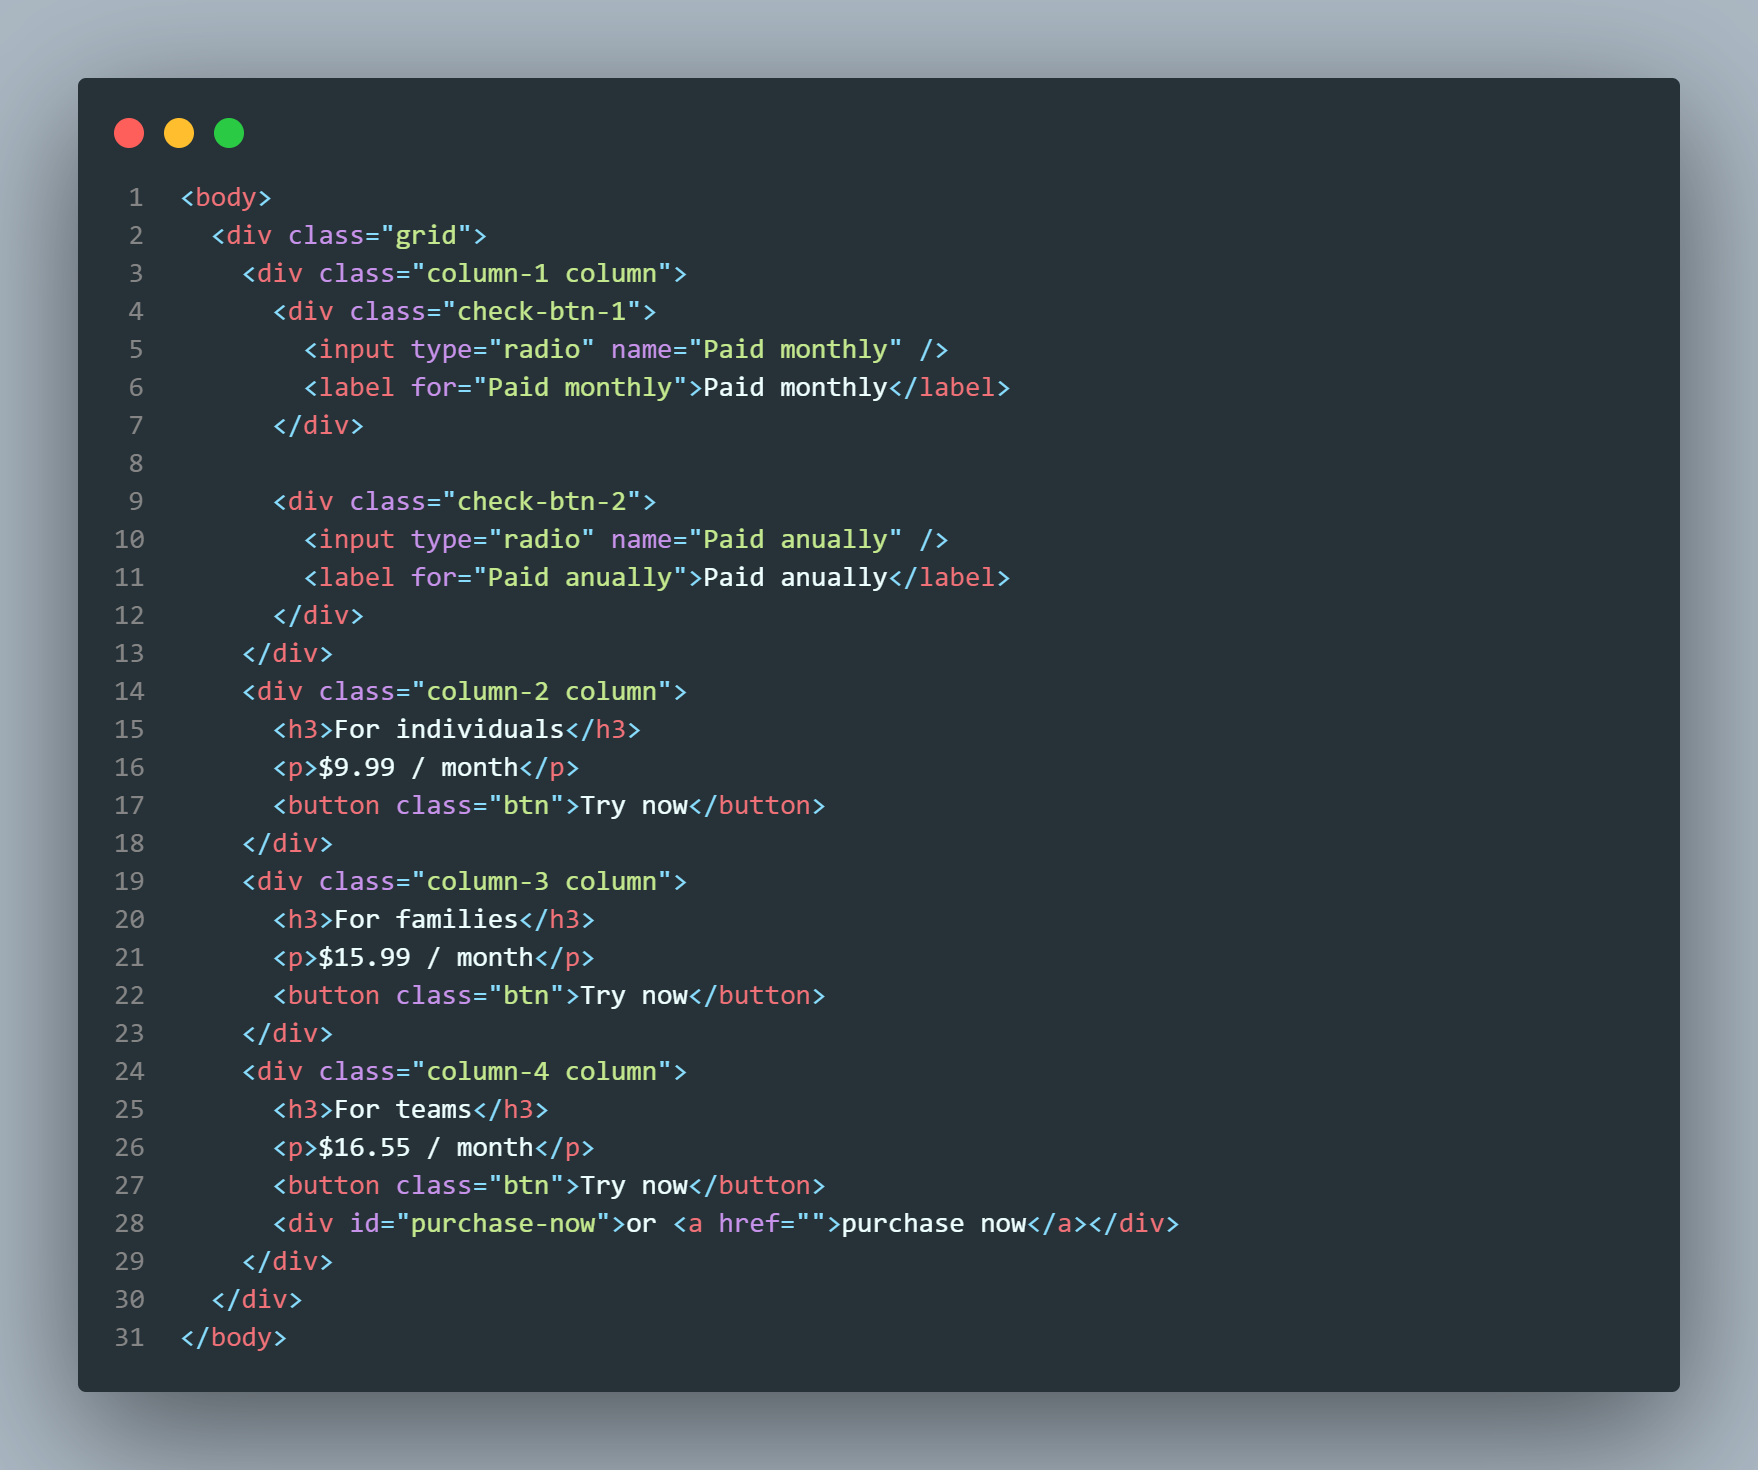 1 <body>
2   <div class="grid">
3     <div class="column-1 column">
4       <div class="check-btn-1">
5         <input type="radio" name="Paid monthly" />
6         <label for="Paid monthly">Paid monthly</label>
7       </div>
8
9       <div class="check-btn-2">
10         <input type="radio" name="Paid anually" />
11         <label for="Paid anually">Paid anually</label>
12       </div>
13     </div>
14     <div class="column-2 column">
15       <h3>For individuals</h3>
16       <p>$9.99 / month</p>
17       <button class="btn">Try now</button>
18     </div>
19     <div class="column-3 column">
20       <h3>For families</h3>
21       <p>$15.99 / month</p>
22       <button class="btn">Try now</button>
23     </div>
24     <div class="column-4 column">
25       <h3>For teams</h3>
26       <p>$16.55 / month</p>
27       <button class="btn">Try now</button>
28       <div id="purchase-now">or <a href="">purchase now</a></div>
29     </div>
30   </div>
31 </body>